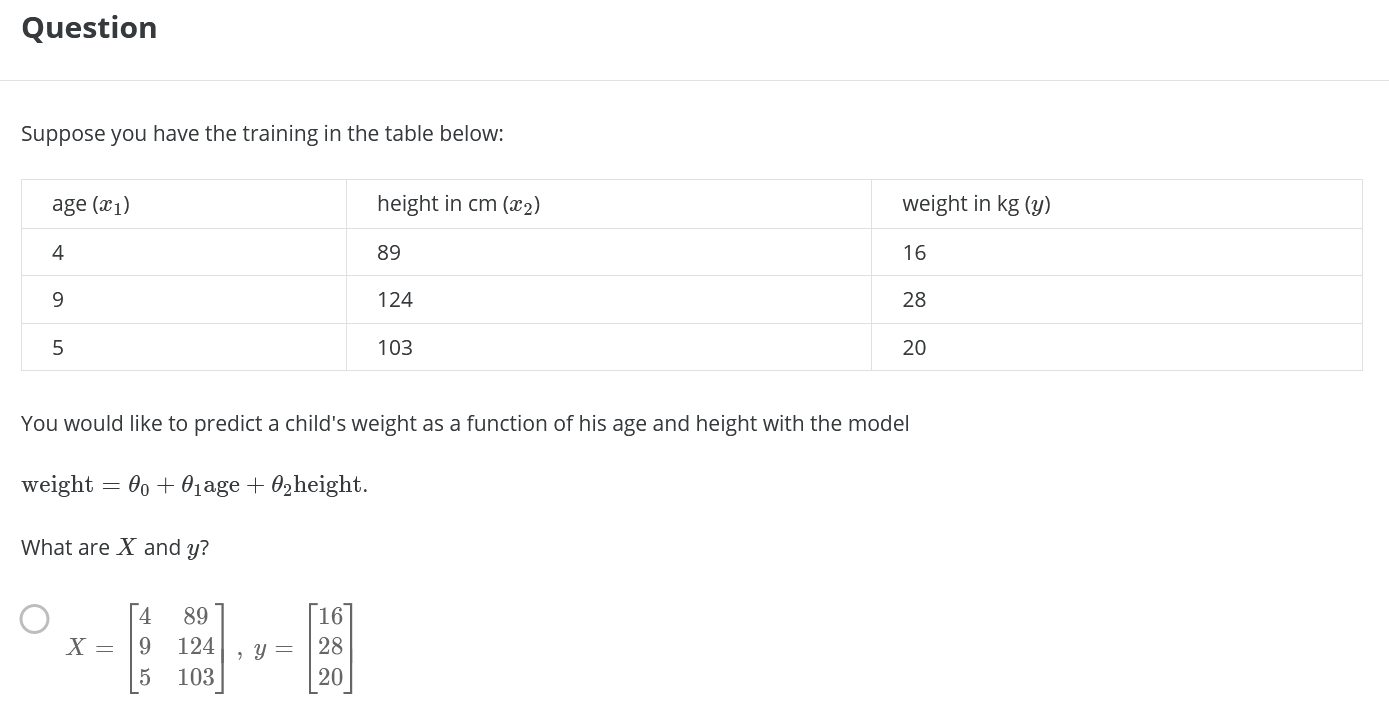 Question
Suppose you have the training in the table below:
age (x₁) height in cm (x₂) weight in kg (y)
4 89 16
9 124 28
5 103 20
You would like to predict a child's weight as a function of his age and height with the model
weight = θ₀ + θ₁age + θ₂height.
What are X and y?
X = [4 89; 9 124; 5 103], y = [16; 28; 20]